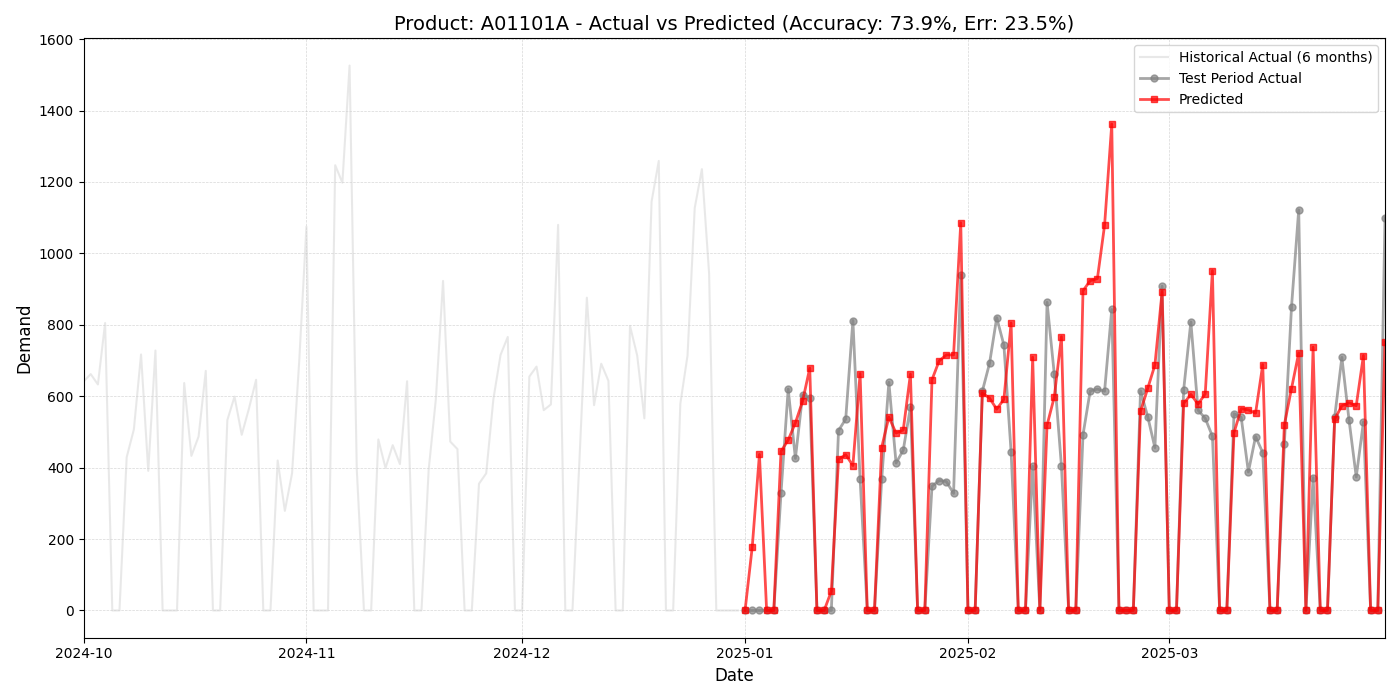 Product: A01101A - Actual vs Predicted (Accuracy: 73.9%, Err: 23.5%)
Historical Actual (6 months)
Test Period Actual
Predicted
Demand
1600
1400
1200
1000
800
600
400
200
0
2024-10
2024-11
2024-12
2025-01
2025-02
2025-03
Date